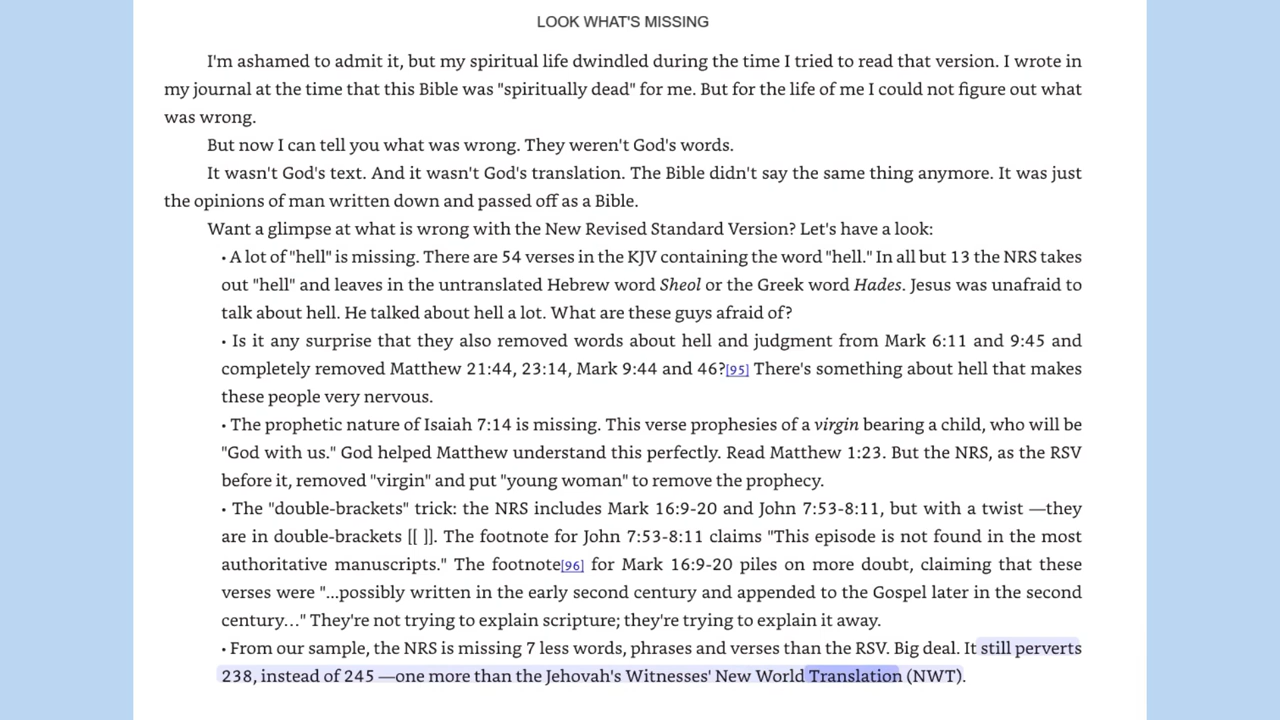 LOOK WHAT'S MISSING
I'm ashamed to admit it, but my spiritual life dwindled during the time I tried to read that version. I wrote in
my journal at the time that this Bible was "spiritually dead" for me. But for the life of me I could not figure out what
was wrong.
But now I can tell you what was wrong. They weren't God's words.
It wasn't God's text. And it wasn't God's translation. The Bible didn't say the same thing anymore. It was just
the opinions of man written down and passed off as a Bible.
Want a glimpse at what is wrong with the New Revised Standard Version? Let's have a look:
• A lot of "hell" is missing. There are 54 verses in the KJV containing the word "hell." In all but 13 the NRS takes
out "hell" and leaves in the untranslated Hebrew word Sheol or the Greek word Hades. Jesus was unafraid to
talk about hell. He talked about hell a lot. What are these guys afraid of?
• Is it any surprise that they also removed words about hell and judgment from Mark 6:11 and 9:45 and
completely removed Matthew 21:44, 23:14, Mark 9:44 and 46?[95] There's something about hell that makes
these people very nervous.
• The prophetic nature of Isaiah 7:14 is missing. This verse prophesies of a virgin bearing a child, who will be
"God with us." God helped Matthew understand this perfectly. Read Matthew 1:23. But the NRS, as the RSV
before it, removed "virgin" and put "young woman" to remove the prophecy.
• The "double-brackets" trick: the NRS includes Mark 16:9-20 and John 7:53-8:11, but with a twist —they
are in double-brackets [[ ]]. The footnote for John 7:53-8:11 claims "This episode is not found in the most
authoritative manuscripts." The footnote[96] for Mark 16:9-20 piles on more doubt, claiming that these
verses were "...possibly written in the early second century and appended to the Gospel later in the second
century…" They're not trying to explain scripture; they're trying to explain it away.
• From our sample, the NRS is missing 7 less words, phrases and verses than the RSV. Big deal. It still perverts
238, instead of 245 —one more than the Jehovah's Witnesses' New World Translation (NWT).